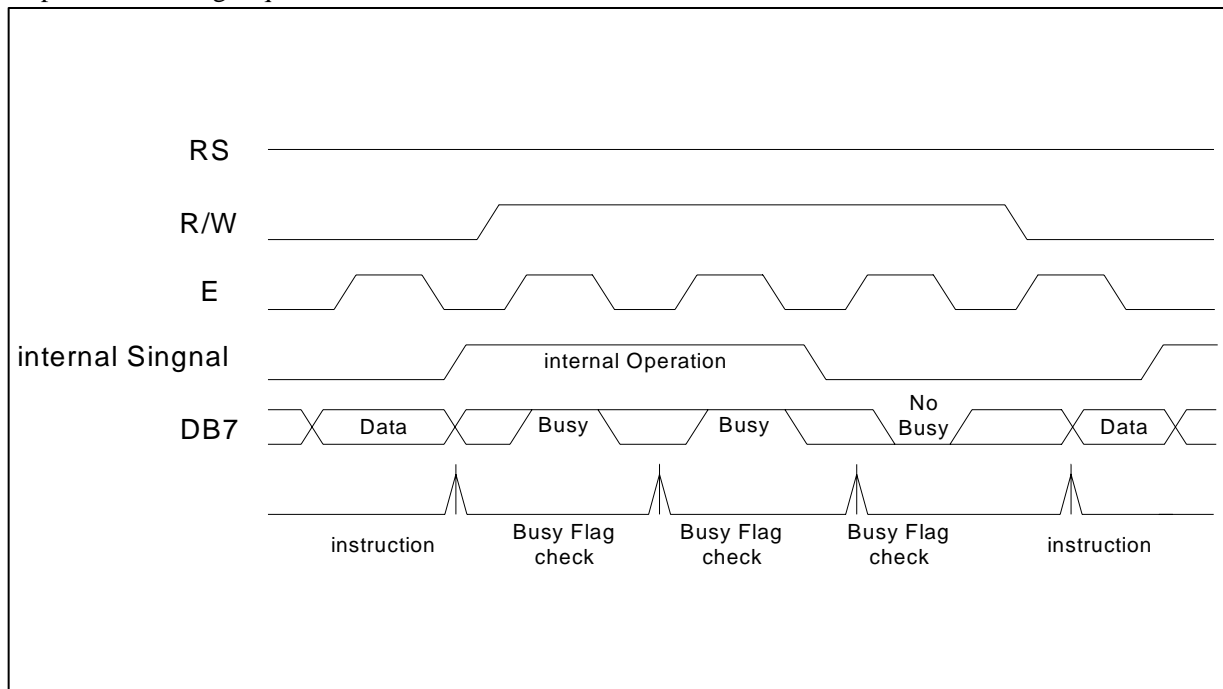 RS
R/W
E
internal Singnal
internal Operation
DB7
Data
Busy
Busy
No
Busy
Data
instruction
Busy Flag
check
Busy Flag
check
Busy Flag
check
instruction